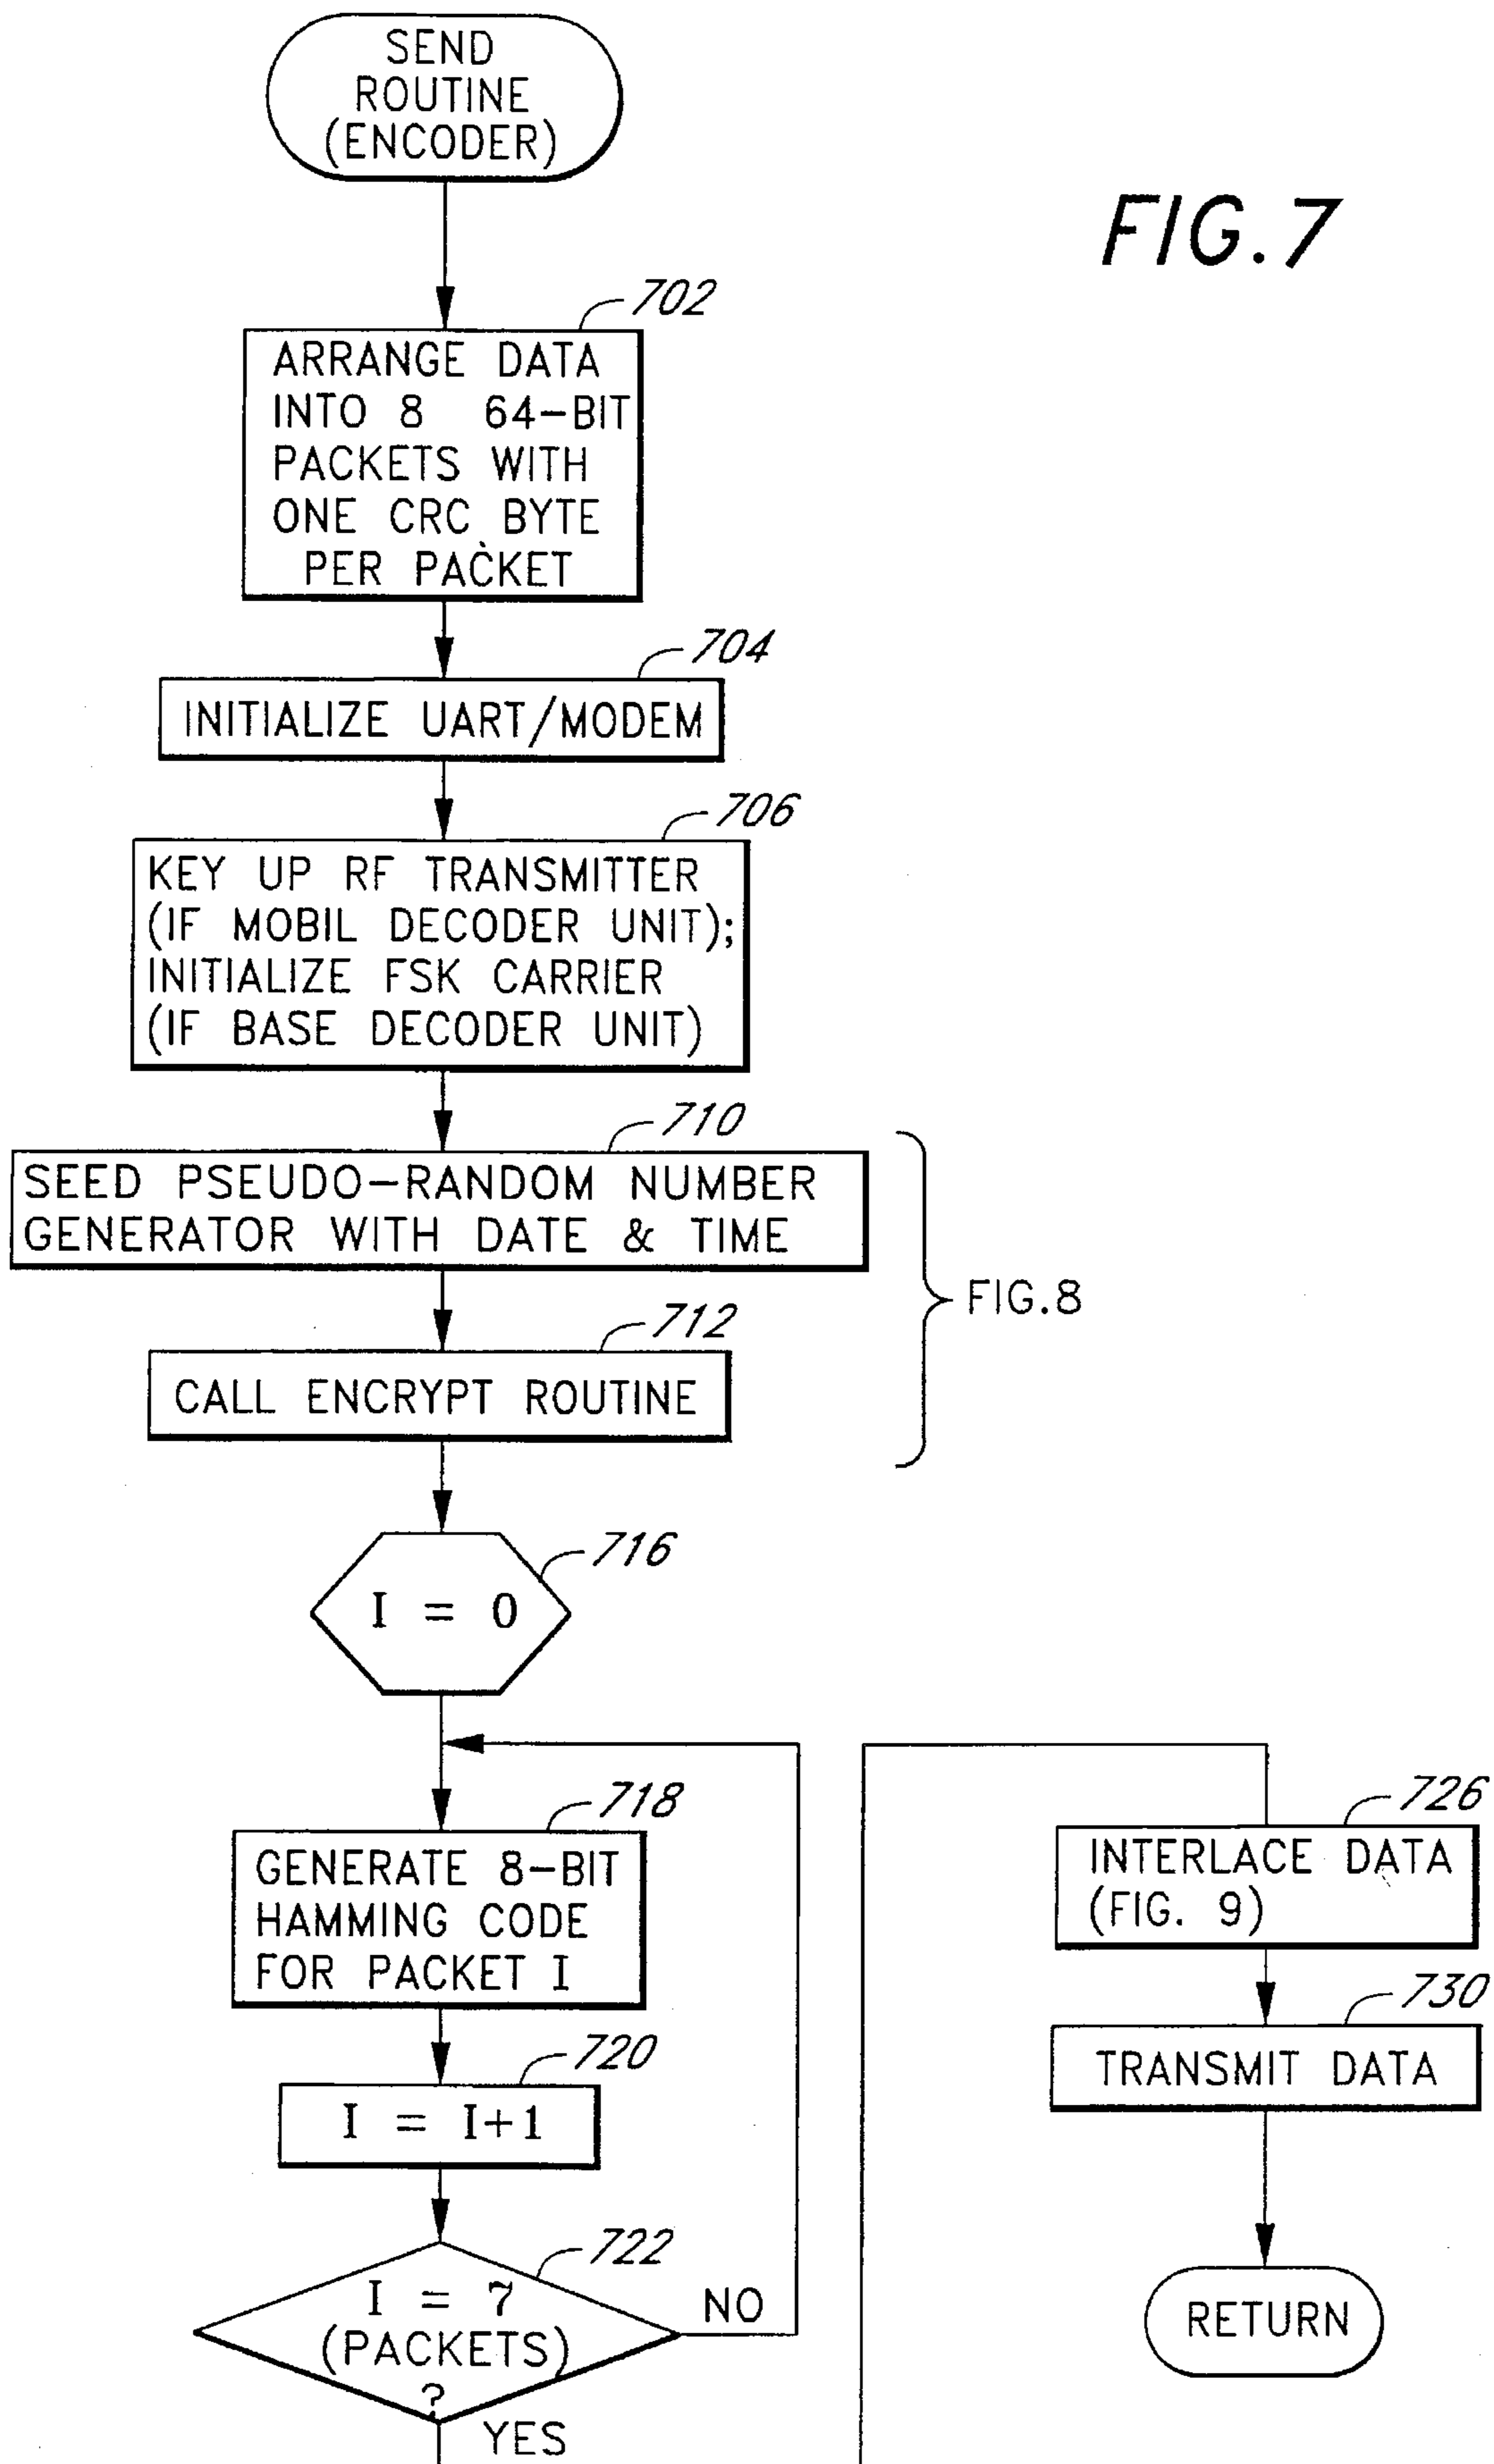 SEND
ROUTINE
(ENCODER)
FIG.7
702
ARRANGE DATA
INTO 8 64-BIT
PACKETS WITH
ONE CRC BYTE
PER PACKET
704
INITIALIZE UART/MODEM
706
KEY UP RF TRANSMITTER
(IF MOBIL DECODER UNIT);
INITIALIZE FSK CARRIER
(IF BASE DECODER UNIT)
710
SEED PSEUDO-RANDOM NUMBER
GENERATOR WITH DATE & TIME
FIG.8
712
CALL ENCRYPT ROUTINE
716
I = 0
718
GENERATE 8-BIT
HAMMING CODE
FOR PACKET I
720
I = I+1
722
I = 7
(PACKETS)
?
NO
YES
726
INTERLACE DATA
(FIG. 9)
730
TRANSMIT DATA
RETURN